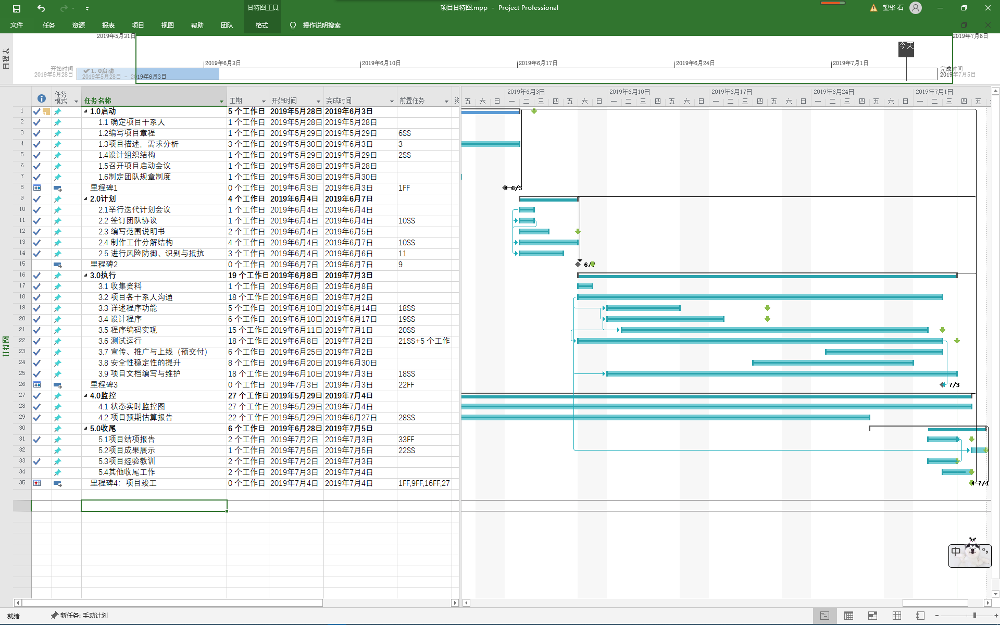 甘特图工具
项目甘特图.mpp - Project Professional
望华 石
文件 任务 资源 报表 项目 视图 帮助 团队 格式 操作说明搜索
日程表
2019年5月31日
2019年7月6日
今天
2019年6月3日 2019年6月10日 2019年6月17日 2019年6月24日 2019年7月1日
开始时间
2019年5月28日
1.0启动
2019年5月28日 - 2019年6月3日
完成时间
2019年7月5日
甘特图
任务模式 任务名称 工期 开始时间 完成时间 前置任务
2019年6月3日 2019年6月10日 2019年6月17日 2019年6月24日 2019年7月1日
五 六 日 一 二 三 四 五 六 日 一 二 三 四 五 六 日 一 二 三 四 五 六 日 一 二 三 四 五 六 日 一 二 三 四 五
1 1.0启动 5 个工作日 2019年5月28日 2019年6月3日
2 1.1 确定项目干系人 1 个工作日 2019年5月28日 2019年5月28日
3 1.2编写项目章程 1 个工作日 2019年5月29日 2019年5月29日 6SS
4 1.3项目描述，需求分析 3 个工作日 2019年5月30日 2019年6月3日 3
5 1.4设计组织结构 1 个工作日 2019年5月29日 2019年5月29日 2SS
6 1.5召开项目启动会议 1 个工作日 2019年5月28日 2019年5月28日
7 1.6制定团队规章制度 1 个工作日 2019年5月30日 2019年5月30日
8 里程碑1 0 个工作日 2019年6月3日 2019年6月3日 1FF 6/3
9 2.0计划 4 个工作日 2019年6月4日 2019年6月7日
10 2.1举行迭代计划会议 1 个工作日 2019年6月4日 2019年6月4日
11 2.2 签订团队协议 1 个工作日 2019年6月4日 2019年6月4日 10SS
12 2.3 编写范围说明书 2 个工作日 2019年6月4日 2019年6月5日
13 2.4 制作工作分解结构 4 个工作日 2019年6月4日 2019年6月7日 10SS
14 2.5 进行风险防御、识别与抵抗 3 个工作日 2019年6月4日 2019年6月6日 11
15 里程碑2 0 个工作日 2019年6月7日 2019年6月7日 9 6/
16 3.0执行 19 个工作日 2019年6月8日 2019年7月3日
17 3.1 收集资料 1 个工作日 2019年6月8日 2019年6月8日
18 3.2 项目各干系人沟通 18 个工作日 2019年6月8日 2019年7月2日
19 3.3 详述程序功能 5 个工作日 2019年6月10日 2019年6月14日 18SS
20 3.4 设计程序 6 个工作日 2019年6月10日 2019年6月17日 19SS
21 3.5 程序编码实现 15 个工作日 2019年6月11日 2019年7月1日 20SS
22 3.6 测试运行 18 个工作日 2019年6月8日 2019年7月2日 21SS+5 个工作
23 3.7 宣传、推广与上线（预交付） 6 个工作日 2019年6月25日 2019年7月2日
24 3.8 安全性稳定性的提升 8 个工作日 2019年6月20日 2019年6月30日
25 3.9 项目文档编写与维护 18 个工作日 2019年6月10日 2019年7月3日 18SS
26 里程碑3 0 个工作日 2019年7月3日 2019年7月3日 22FF 7/3
27 4.0监控 27 个工作日 2019年5月29日 2019年7月4日
28 4.1 状态实时监控图 27 个工作日 2019年5月29日 2019年7月4日
29 4.2 项目预期估算报告 22 个工作日 2019年5月29日 2019年6月27日 28SS
30 5.0收尾 6 个工作日 2019年6月28日 2019年7月5日
31 5.1项目结项报告 2 个工作日 2019年7月2日 2019年7月3日 33FF
32 5.2项目成果展示 1 个工作日 2019年7月5日 2019年7月5日 22SS
33 5.3项目经验教训 2 个工作日 2019年7月2日 2019年7月3日
34 5.4其他收尾工作 2 个工作日 2019年7月3日 2019年7月4日
35 里程碑4：项目竣工 0 个工作日 2019年7月4日 2019年7月4日 1FF,9FF,16FF,27 7/4
中 °,
就绪 新任务: 手动计划